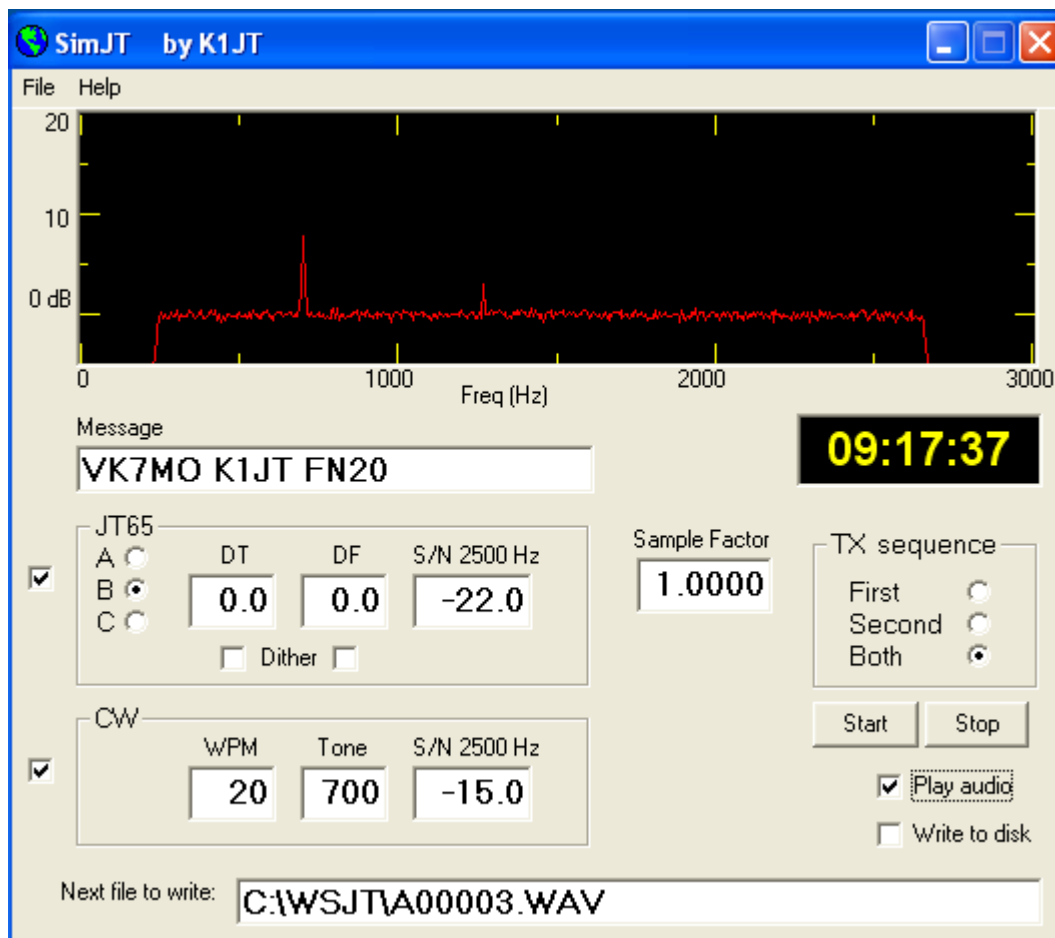 SimJT by K1JT
File Help
20
10
0 dB
0 1000 2000 3000
Freq (Hz)
Message
VK7MO K1JT FN20
09:17:37
JT65
A
B
C
DT DF S/N 2500 Hz
0.0 0.0 -22.0
Dither
Sample Factor
1.0000
TX sequence
First
Second
Both
CW
WPM Tone S/N 2500 Hz
20 700 -15.0
Start Stop
Play audio
Write to disk
Next file to write: C:\WSJT\A00003.WAV